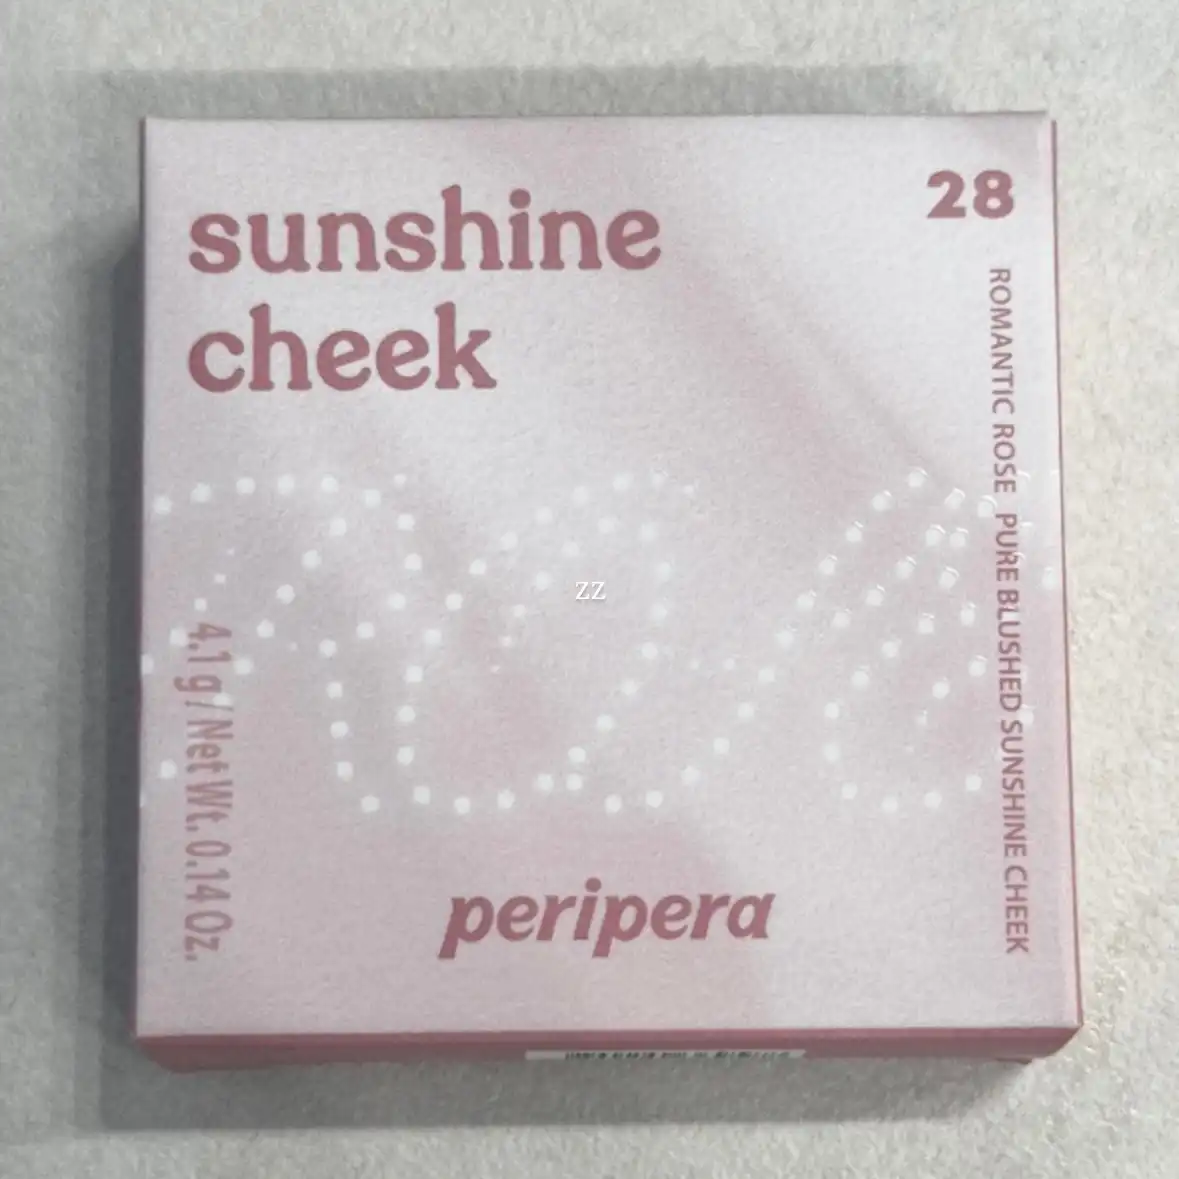 sunshine
cheek
28
ROMANTIC ROSE PURE BLUSHED SUNSHINE CHEEK
zz
4.1 g / Net Wt. 0.14 Oz.
peripera